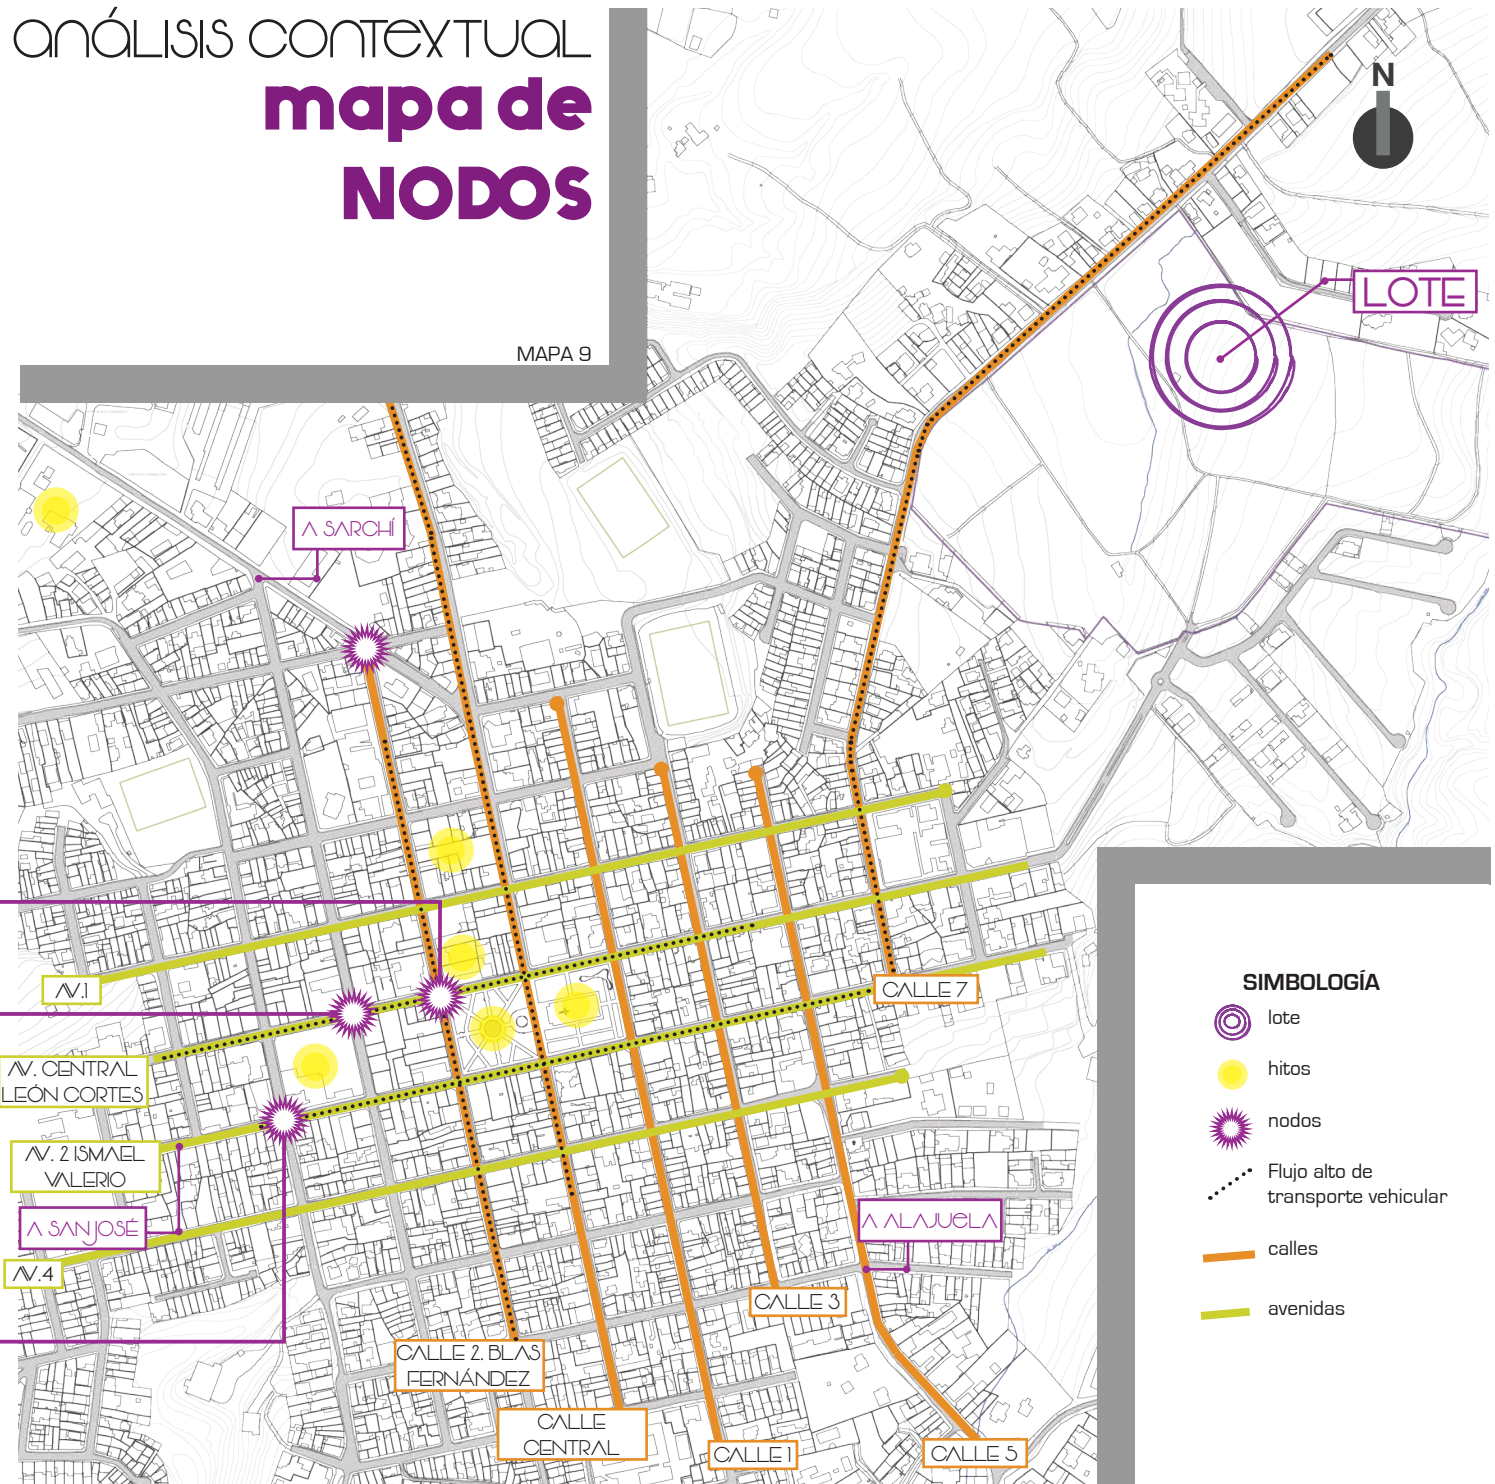 análisis contextual
mapa de
NODOS
MAPA 9
N
LOTE
A SARCHÍ
AV.1
AV. CENTRAL
LEÓN CORTES
AV. 2 ISMAEL
VALERIO
A SAN JOSÉ
AV.4
CALLE 7
A ALAJUELA
CALLE 3
CALLE 2. BLAS
FERNÁNDEZ
CALLE
CENTRAL
CALLE 1
CALLE 5
SIMBOLOGÍA
lote
hitos
nodos
Flujo alto de
transporte vehicular
calles
avenidas